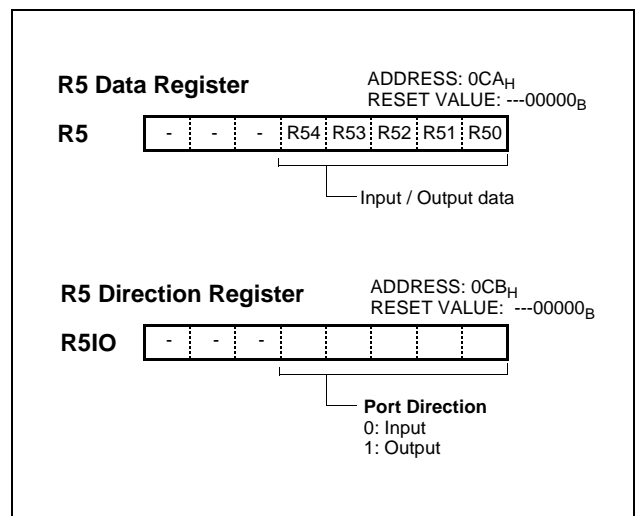 R5 Data Register
ADDRESS: 0CAH
RESET VALUE: ---00000B
R5
- - - R54 R53 R52 R51 R50
Input / Output data
R5 Direction Register
ADDRESS: 0CBH
RESET VALUE: ---00000B
R5IO
- - -
Port Direction
0: Input
1: Output